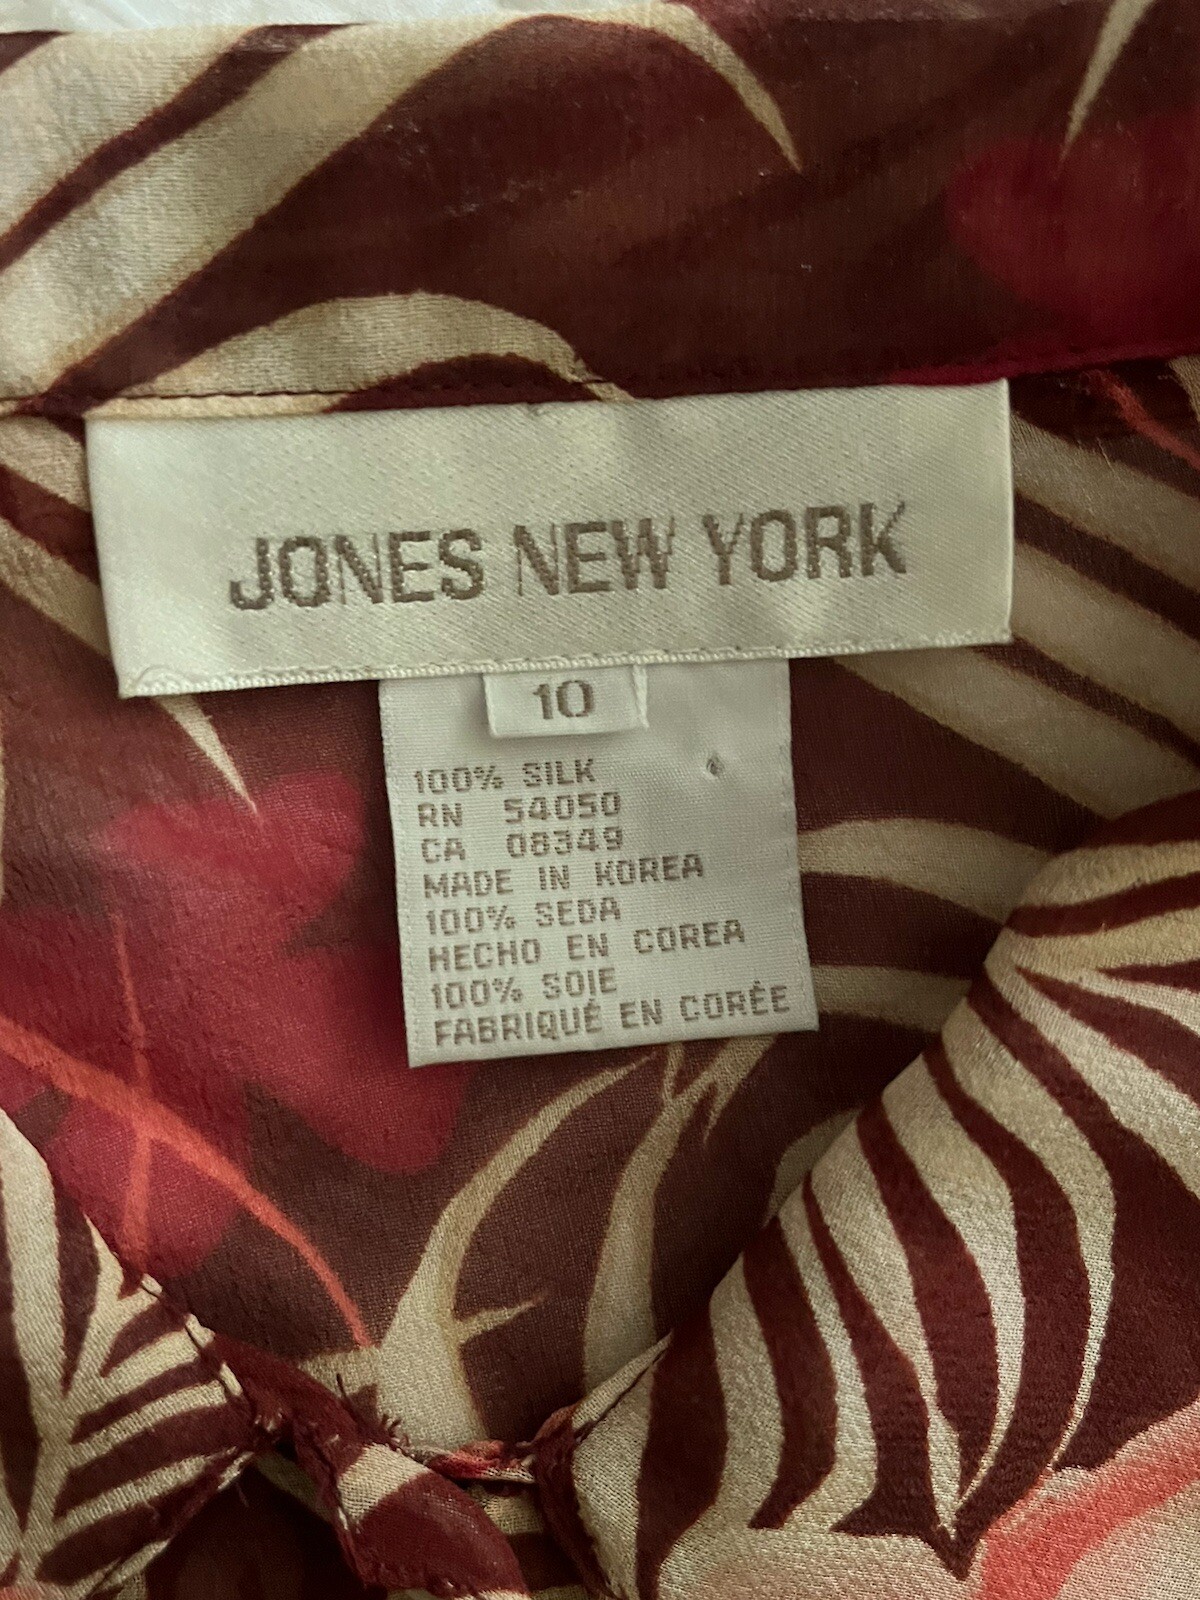 JONES NEW YORK
10
100% SILK
RN 54050
CA 08349
MADE IN KOREA
100% SEDA
HECHO EN COREA
100% SOIE
FABRIQUÉ EN CORÉE